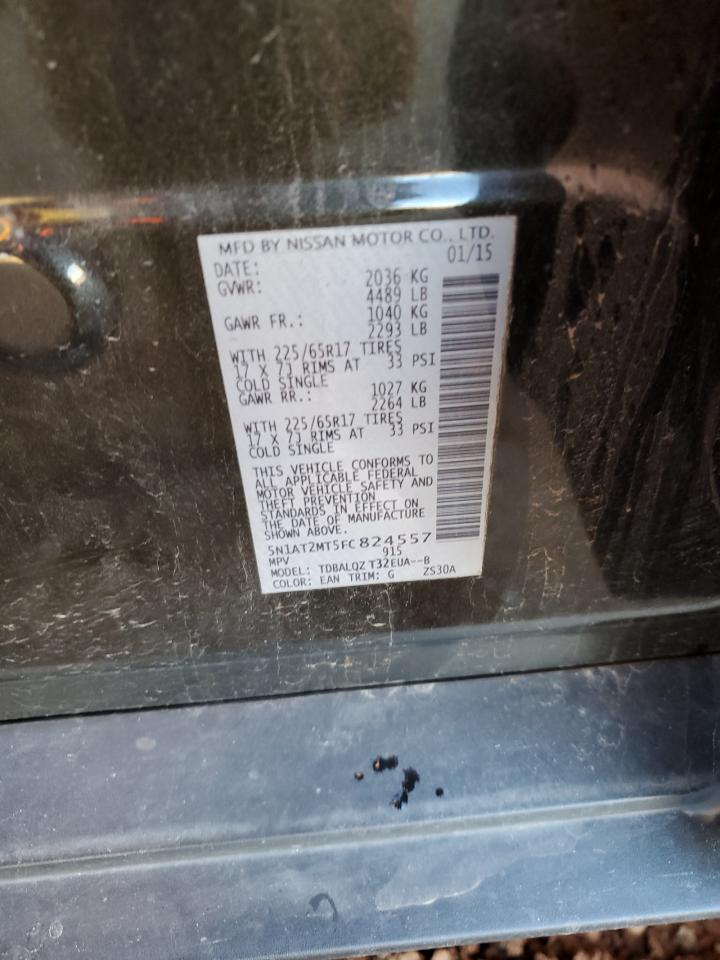 MFD BY NISSAN MOTOR CO., LTD.
DATE: 01/15
GVWR: 2036 KG
4489 LB
GAWR FR.: 1040 KG
2293 LB
WITH 225/65R17 TIRES
17 X 7J RIMS AT 33 PSI
COLD SINGLE
GAWR RR.: 1027 KG
2264 LB
WITH 225/65R17 TIRES
17 X 7J RIMS AT 33 PSI
COLD SINGLE
THIS VEHICLE CONFORMS TO
ALL APPLICABLE FEDERAL
MOTOR VEHICLE SAFETY AND
THEFT PREVENTION
STANDARDS IN EFFECT ON
THE DATE OF MANUFACTURE
SHOWN ABOVE.
5N1AT2MT5FC824557
MPV 915
MODEL: TDBALQZ T32EUA--B
COLOR: EAN TRIM: G ZS30A